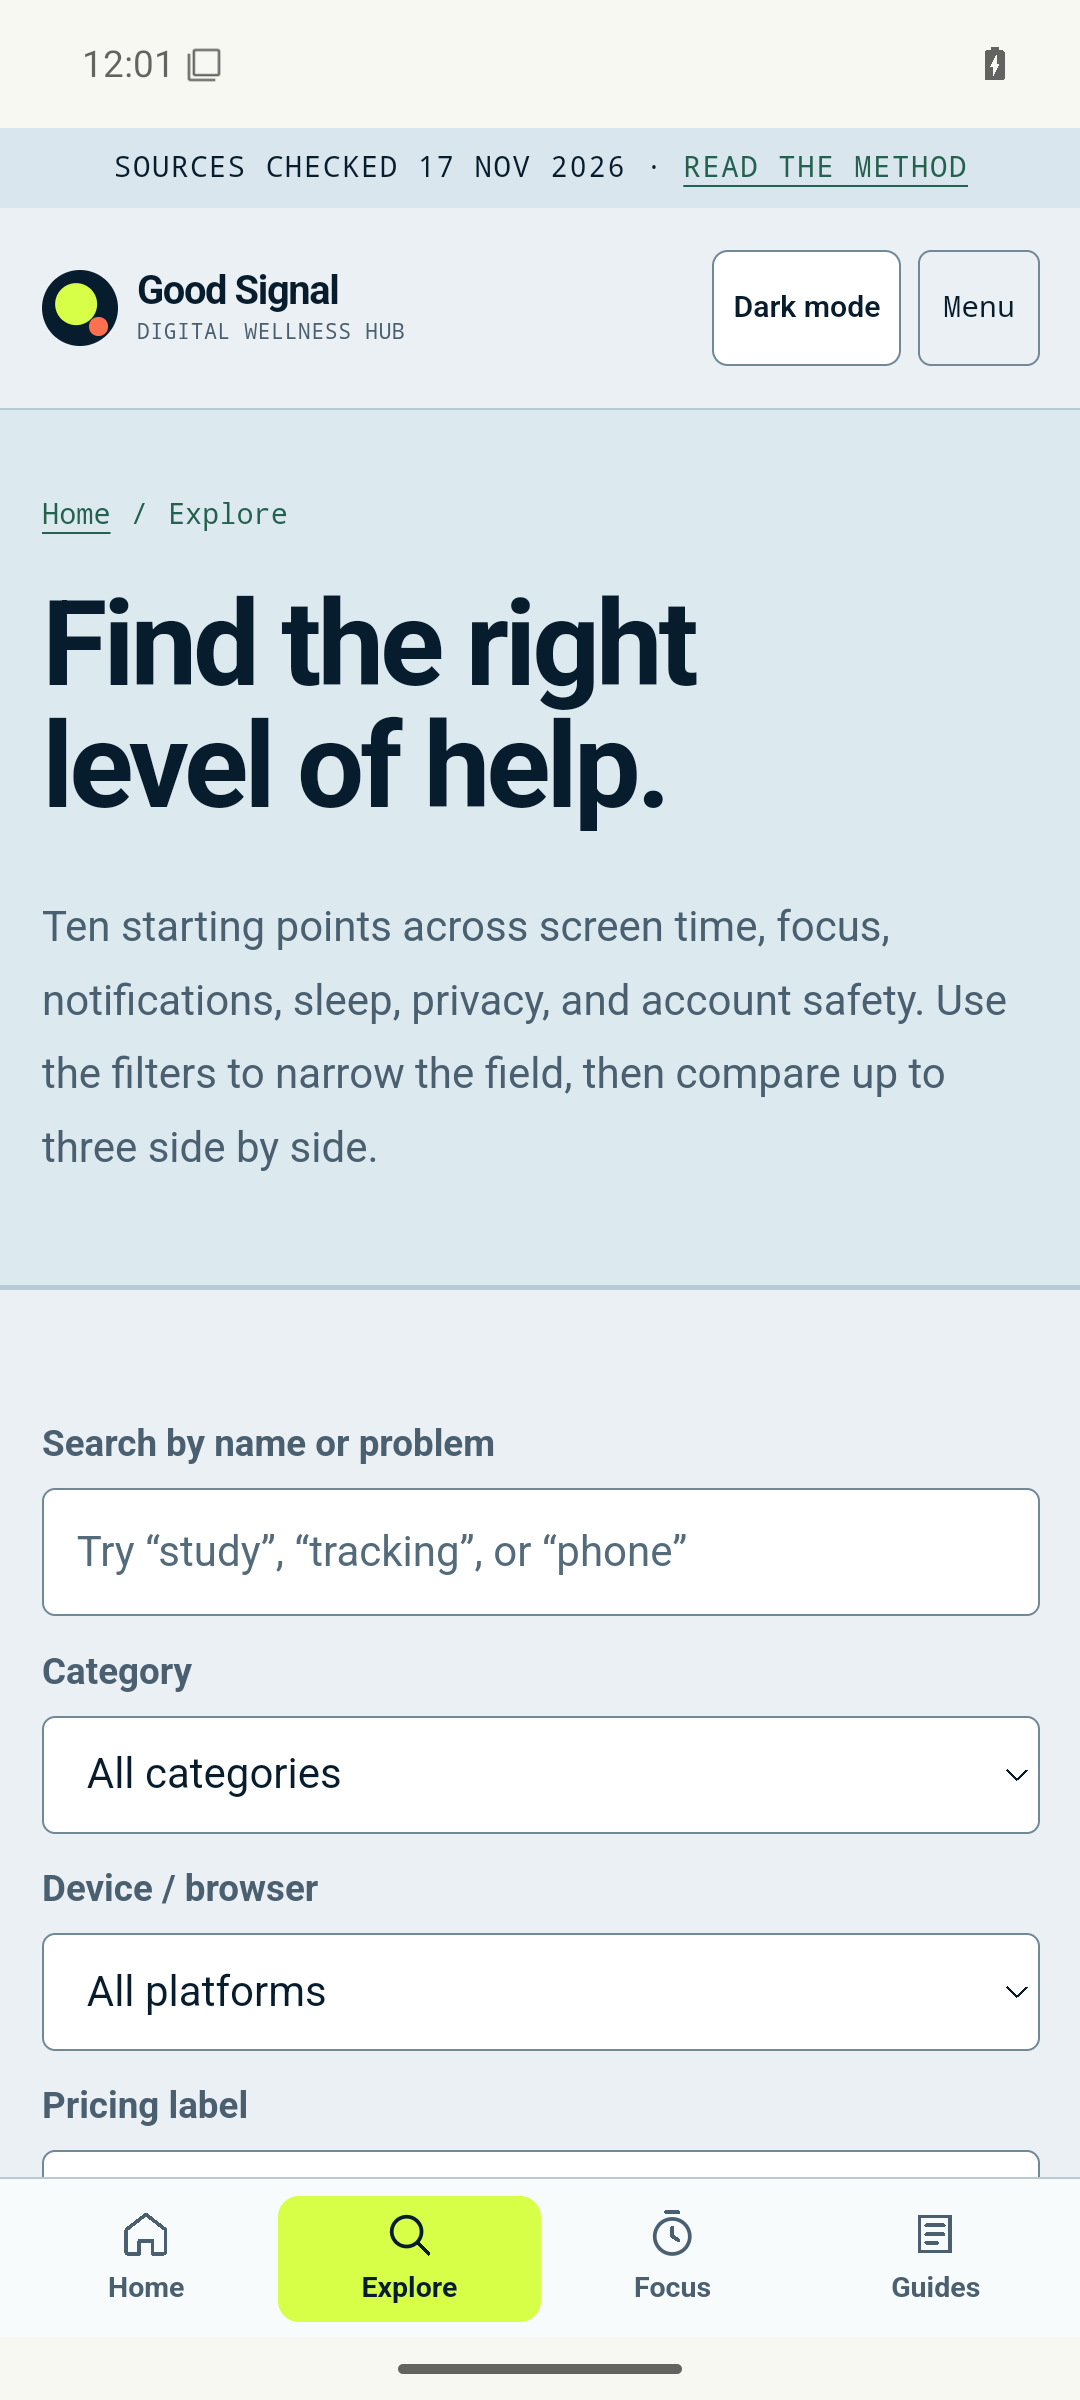 12:01
SOURCES CHECKED 17 NOV 2026 · READ THE METHOD
Good Signal
DIGITAL WELLNESS HUB
Dark mode
Menu
Home / Explore
Find the right
level of help.
Ten starting points across screen time, focus,
notifications, sleep, privacy, and account safety. Use
the filters to narrow the field, then compare up to
three side by side.
Search by name or problem
Try “study”, “tracking”, or “phone”
Category
All categories
Device / browser
All platforms
Pricing label
Home
Explore
Focus
Guides